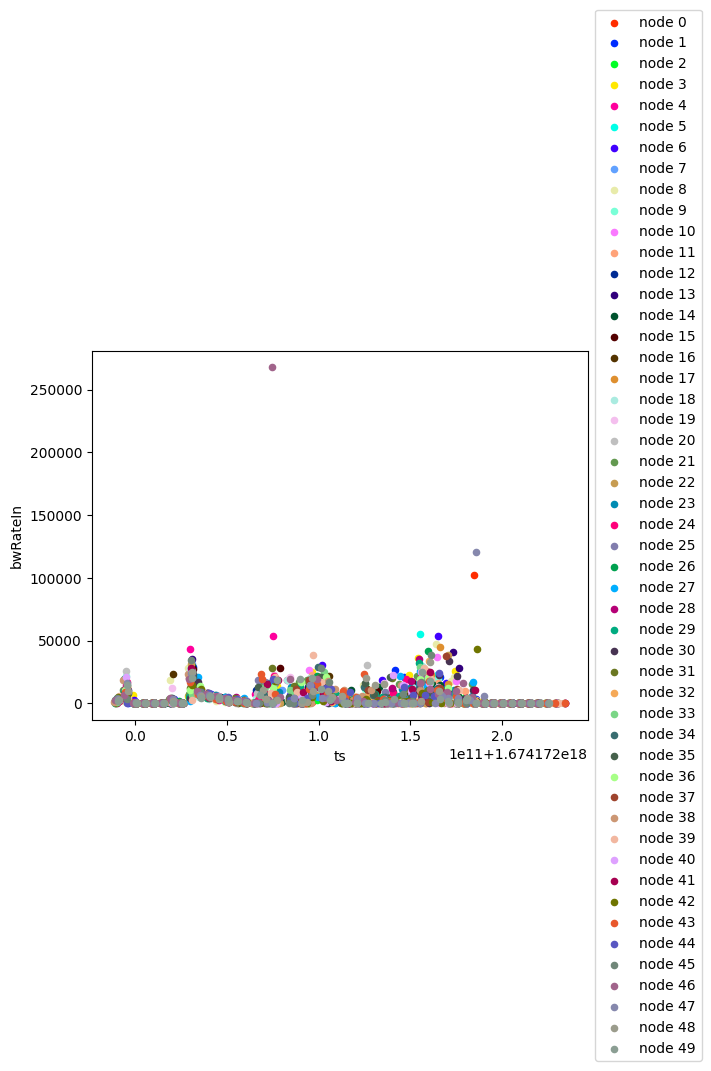 node 0
node 1
node 2
node 3
node 4
node 5
node 6
node 7
node 8
node 9
node 10
node 11
node 12
node 13
node 14
node 15
node 16
node 17
node 18
node 19
node 20
node 21
node 22
node 23
node 24
node 25
node 26
node 27
node 28
node 29
node 30
node 31
node 32
node 33
node 34
node 35
node 36
node 37
node 38
node 39
node 40
node 41
node 42
node 43
node 44
node 45
node 46
node 47
node 48
node 49
bwRateIn
250000
200000
150000
100000
50000
0
0.0 0.5 1.0 1.5 2.0
ts
1e11+1.674172e18